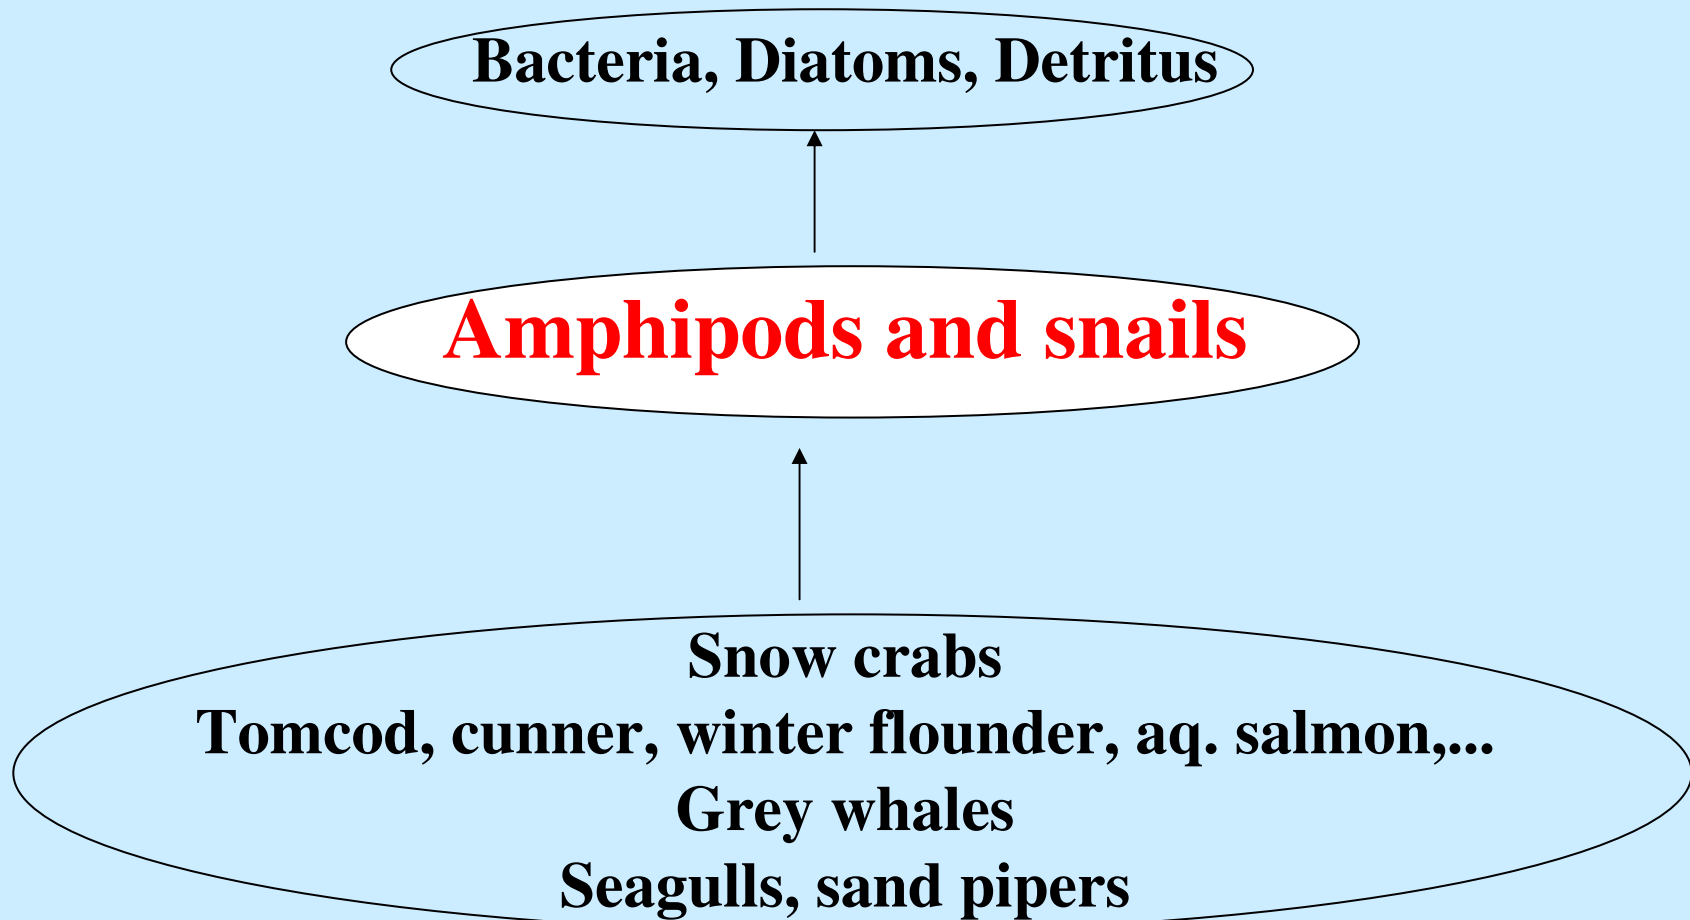 Bacteria, Diatoms, Detritus
Amphipods and snails
Snow crabs
Tomcod, cunner, winter flounder, aq. salmon,...
Grey whales
Seagulls, sand pipers